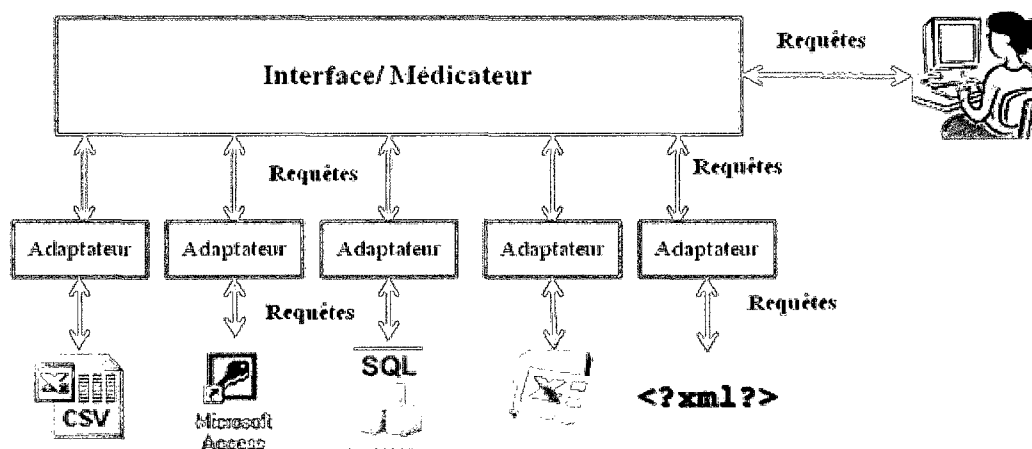 Requêtes
Interface/ Médicateur
Requêtes
Requêtes
Adaptateur
Adaptateur
Adaptateur
Adaptateur
Adaptateur
Requêtes
Requêtes
CSV
Microsoft
Access
SQL
<?xml?>